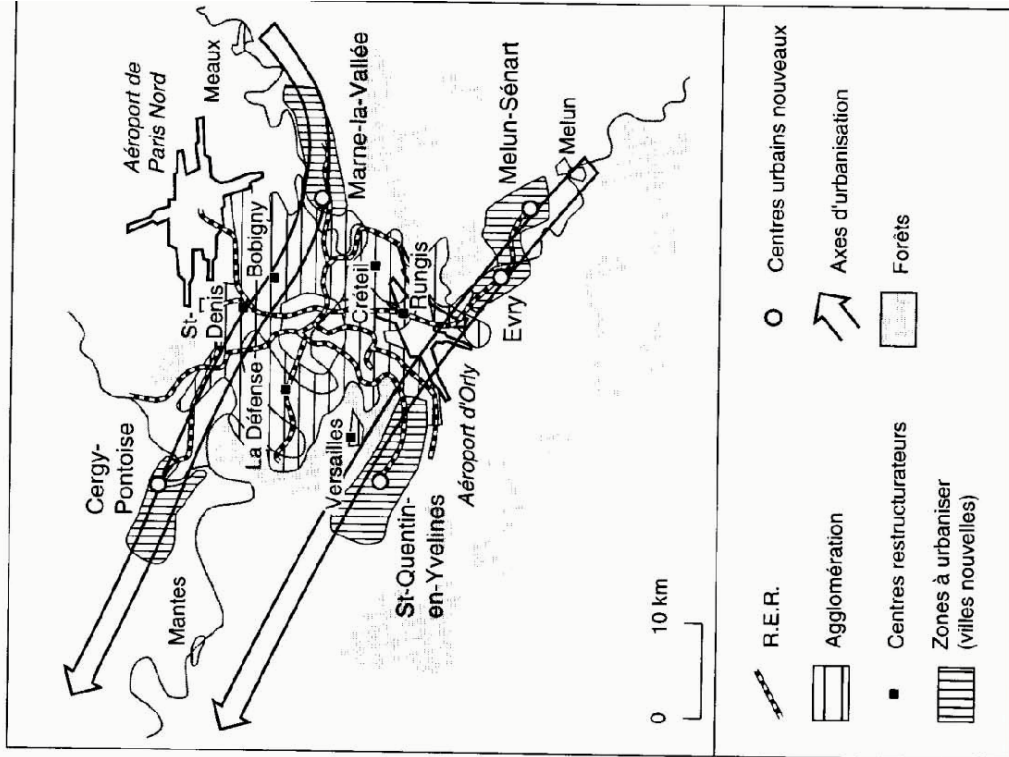 Aéroport de
Paris Nord
Meaux
Cergy-
Pontoise
St-
Denis
Bobigny
Marne-la-Vallée
Mantes
La Défense
Créteil
Versailles
Rungis
Melun-Sénart
Melun
Evry
St-Quentin-
en-Yvelines
Aéroport d'Orly
0
10 km
R.E.R.
Agglomération
Centres restructurateurs
Zones à urbaniser
(villes nouvelles)
Centres urbains nouveaux
Axes d'urbanisation
Forêts